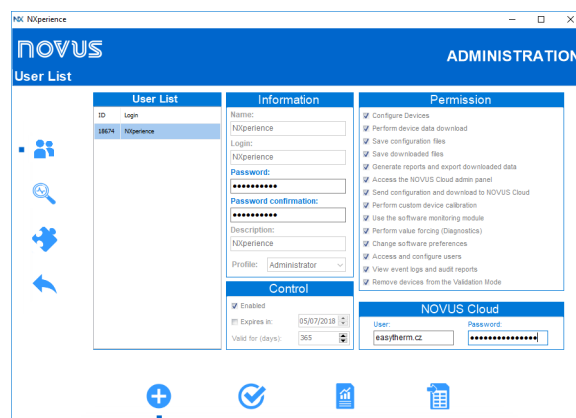 NX NXperience
novus
ADMINISTRATION
User List
User List
ID Login
18674 NXperience
Information
Name:
NXperience
Login:
NXperience
Password:
Password confirmation:
Description:
NXperience
Profile: Administrator
Control
Enabled
Expires in: 05/07/2018
Valid for (days): 365
Permission
Configure Devices
Perform device data download
Save configuration files
Save downloaded files
Generate reports and export downloaded data
Access the NOVUS Cloud admin panel
Send configuration and download to NOVUS Cloud
Perform custom device calibration
Use the software monitoring module
Perform value forcing (Diagnostics)
Change software preferences
Access and configure users
View event logs and audit reports
Remove devices from the Validation Mode
NOVUS Cloud
User: Password:
easytherm.cz